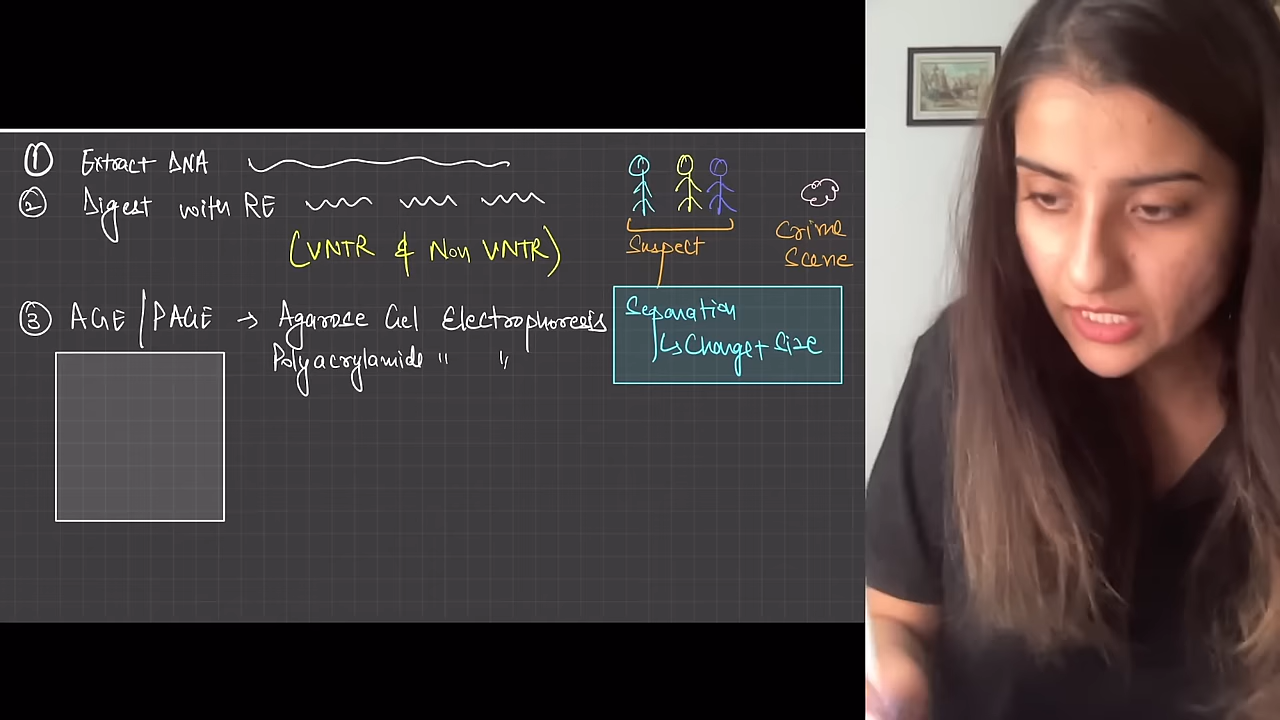 ① Extract DNA
② Digest with RE
(VNTR & Non VNTR)
Suspect
Crime
Scene
③ AGE/PAGE → Agarose Gel Electrophoresis
Polyacrylamide " "
Separation
↳ Charge + Size